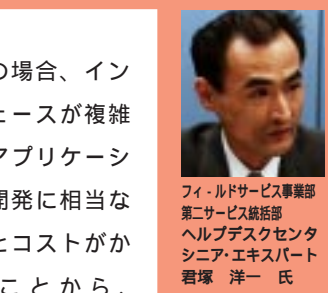 の場合、イン
ェースが複雑
アプリケーシ
開発に相当な
とコストがか
ことから、
フィ-ルドサービス事業部
第二サービス統括部
ヘルプデスクセンタ
シニア・エキスパート
君塚 洋一 氏